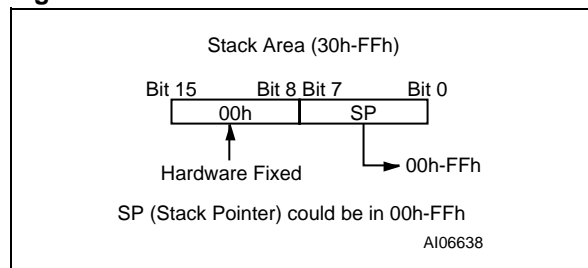 Stack Area (30h-FFh)
Bit 15 Bit 8 Bit 7 Bit 0
00h SP
Hardware Fixed 00h-FFh
SP (Stack Pointer) could be in 00h-FFh
AI06638